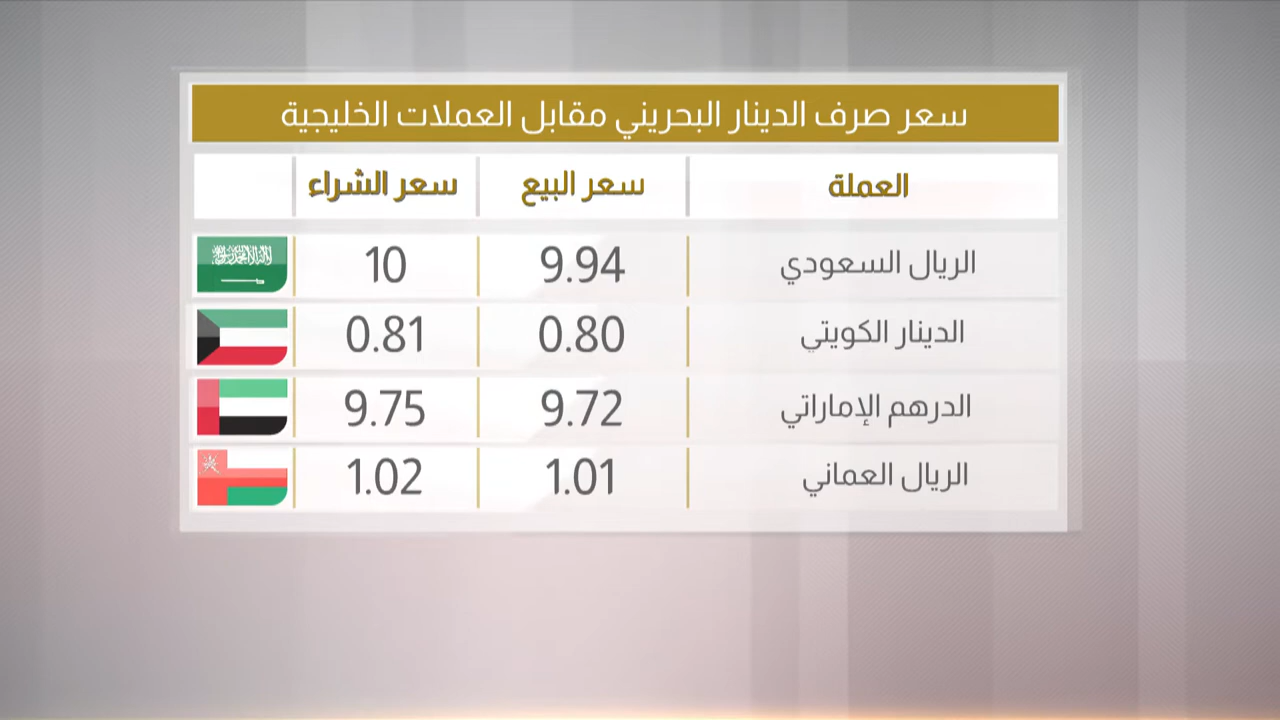 سعر صرف الدينار البحريني مقابل العملات الخليجية
العملة سعر البيع سعر الشراء
الريال السعودي 9.94 10
الدينار الكويتي 0.80 0.81
الدرهم الإماراتي 9.72 9.75
الريال العماني 1.01 1.02